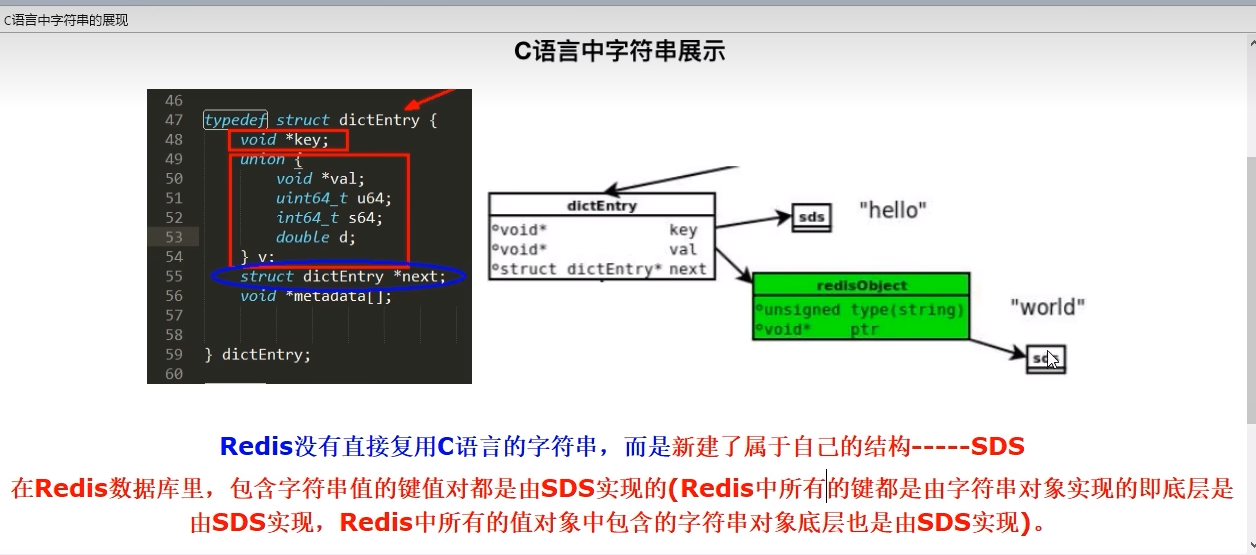 C语言中字符串的展现
C语言中字符串展示
46
47 typedef struct dictEntry {
48 void *key;
49 union {
50 void *val;
51 uint64_t u64;
52 int64_t s64;
53 double d;
54 } v;
55 struct dictEntry *next;
56 void *metadata[];
57
58
59 } dictEntry;
60
dictEntry
void* key
void* val
struct dictEntry* next
sds "hello"
redisObject
unsigned type(string)
void* ptr
"world"
sds
Redis没有直接复用C语言的字符串，而是新建了属于自己的结构-----SDS
在Redis数据库里，包含字符串值的键值对都是由SDS实现的(Redis中所有的键都是由字符串对象实现的即底层是
由SDS实现，Redis中所有的值对象中包含的字符串对象底层也是由SDS实现)。